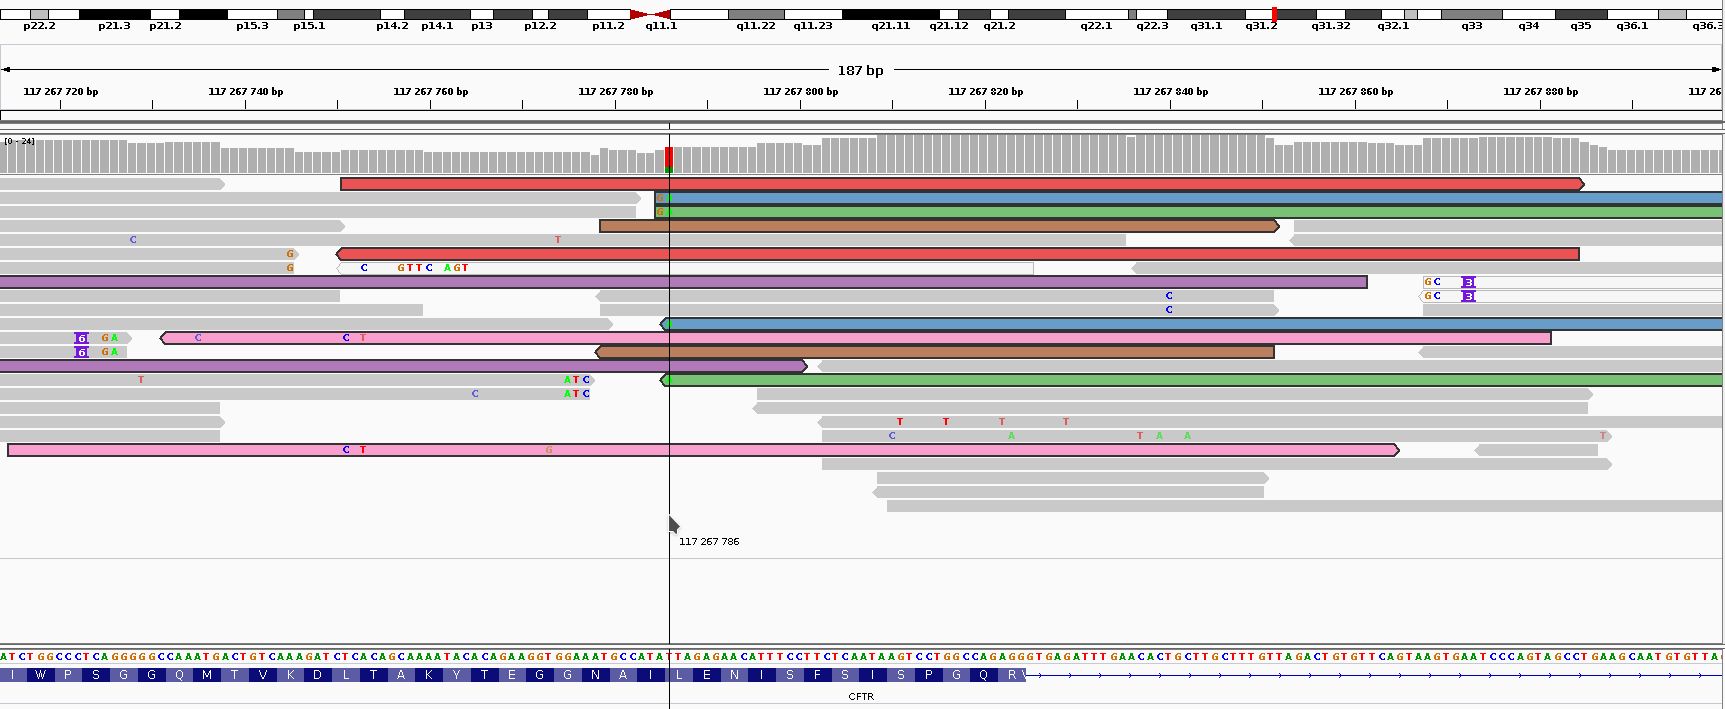 p22.2 p21.3 p21.2 p15.3 p15.1 p14.2 p14.1 p13 p12.2 p11.2 q11.1 q11.22 q11.23 q21.11 q21.12 q21.2 q22.1 q22.3 q31.1 q31.2 q31.32 q32.1 q33 q34 q35 q36.1 q36.3
187 bp
117 267 720 bp 117 267 740 bp 117 267 760 bp 117 267 780 bp 117 267 800 bp 117 267 820 bp 117 267 840 bp 117 267 860 bp 117 267 880 bp 117 26
[0 - 24]
G
G
C T
G
G C G T T C A G T
G C 3
C G C 3
C
6 G A C C T
6 G A
T A T C
C A T C
T T T T
C A T A A T
C T G
117 267 786
ATCTGGCCCTCAGGGGGCCAAATGACTGTCAAAGATCTCACAGCAAAATACACAGAAGGTGGAAATGCCATATTAGAGAACATTTCCTTCTCAATAAGTCCTGGCCAGAGGGTGAGATTTGAACACTGCTTGCTTTGTTAGACTGTGTTCAGTAAGTGAATCCCAGTAGCCTGAAGCAATGTGTTA
I W P S G G Q M T V K D L T A K Y T E G G N A I L E N I S F S I S P G Q R
CFTR